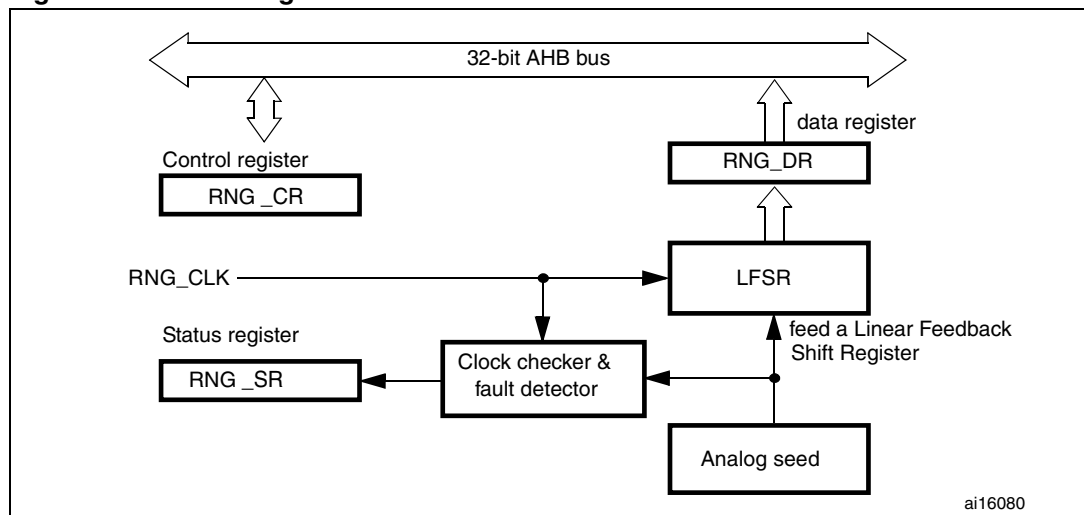 32-bit AHB bus
data register
Control register
RNG_DR
RNG _CR
RNG_CLK
LFSR
Status register
feed a Linear Feedback
Shift Register
Clock checker &
fault detector
RNG _SR
Analog seed
ai16080